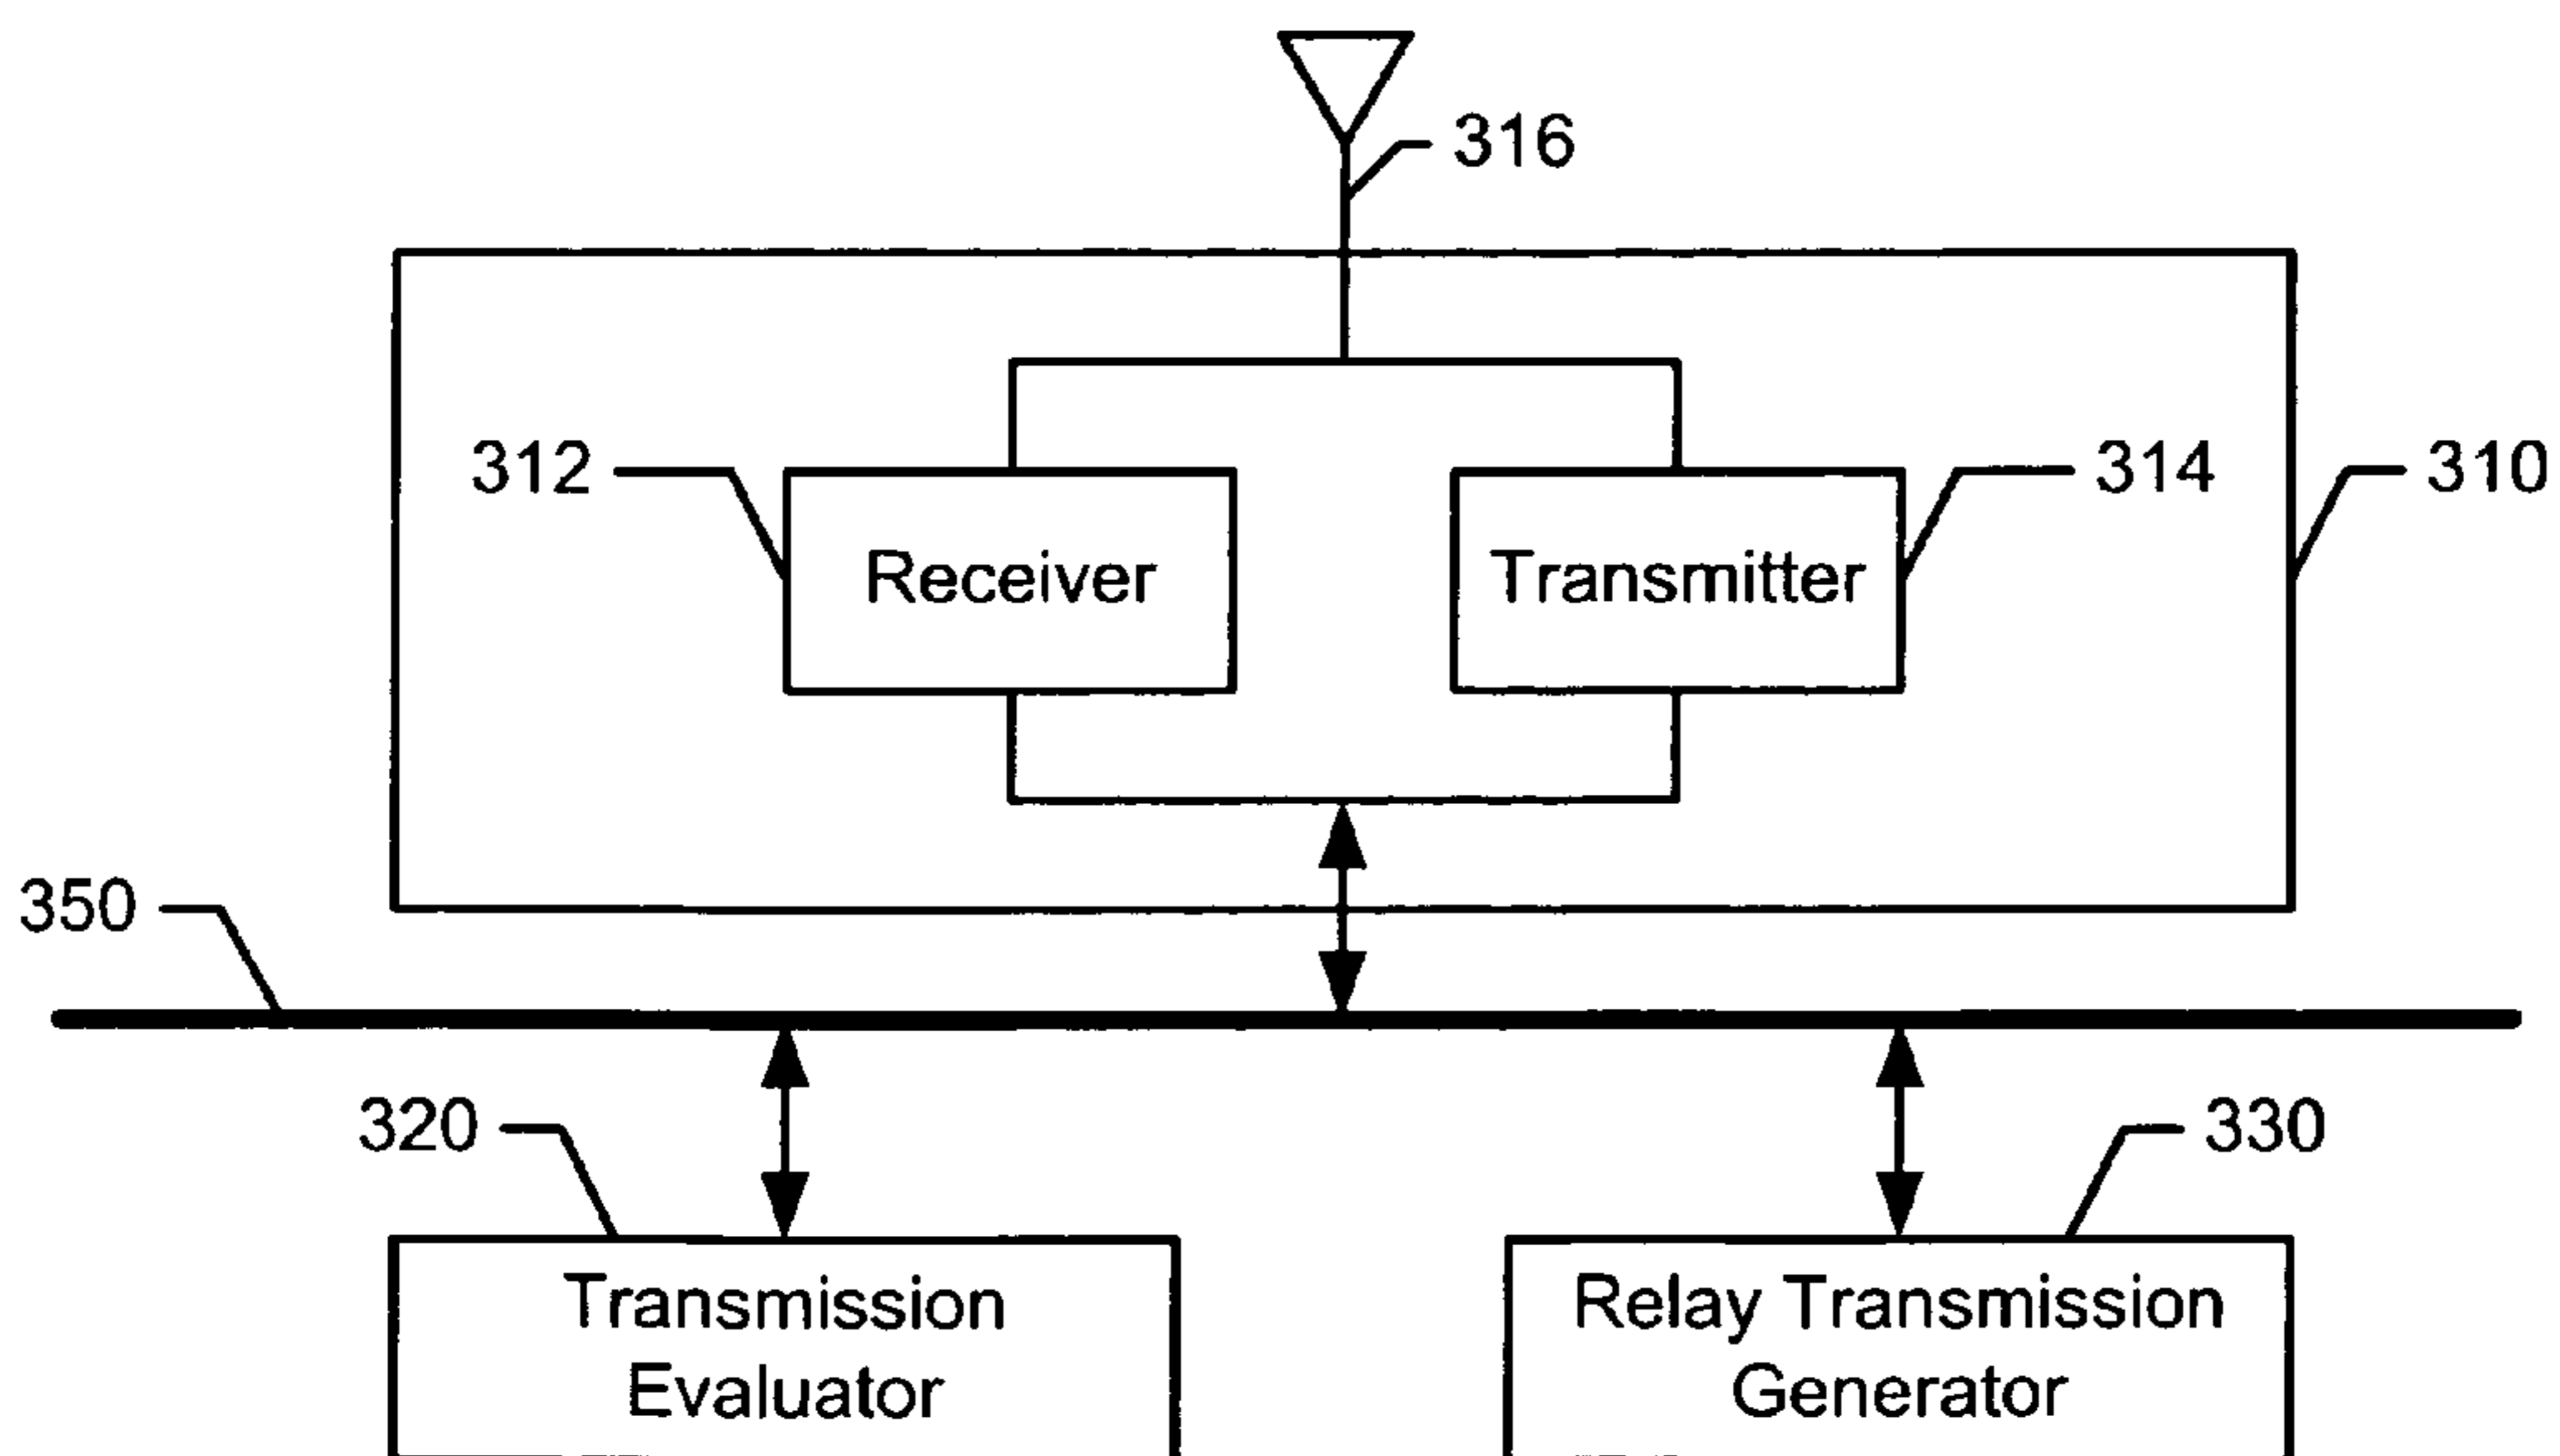 316
312
314
310
Receiver
Transmitter
350
320
330
Transmission
Evaluator
Relay Transmission
Generator